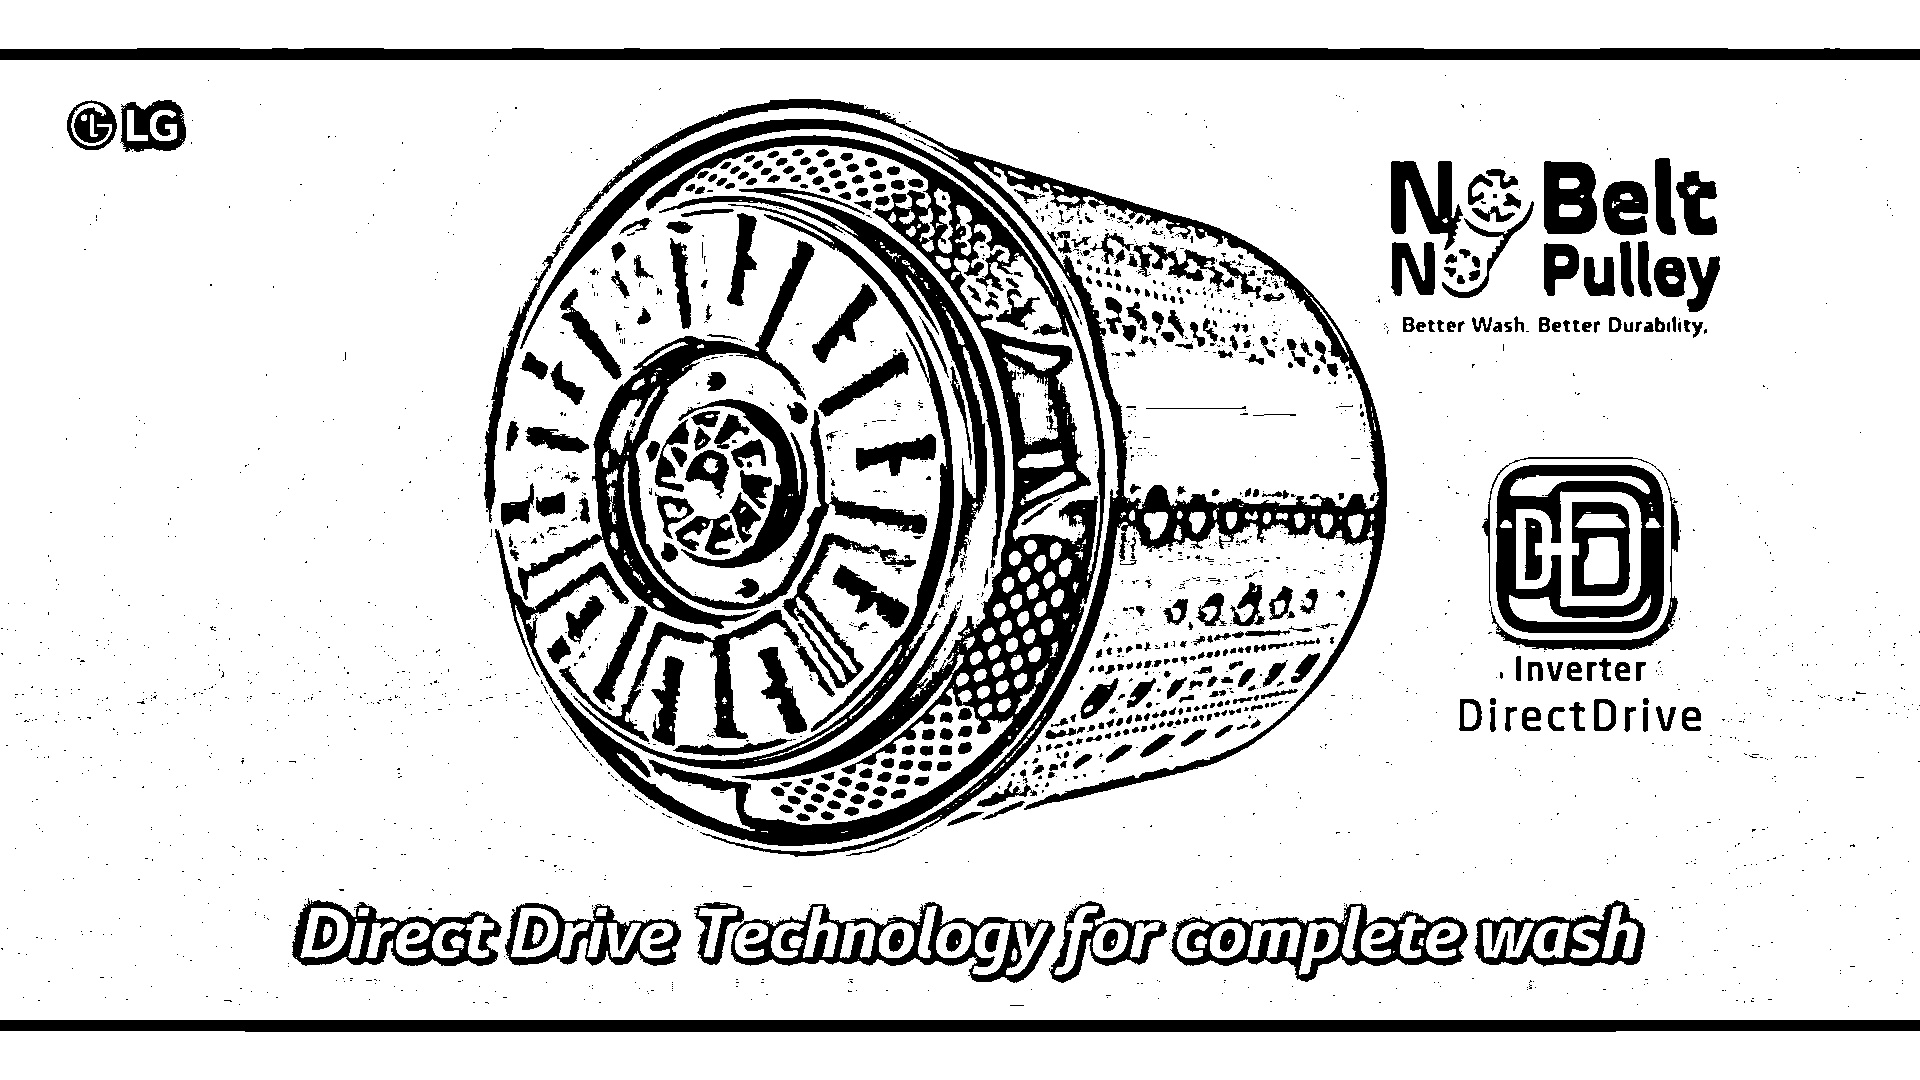 LG
No Belt
No Pulley
Better Wash. Better Durability.
DD
Inverter
DirectDrive
Direct Drive Technology for complete wash